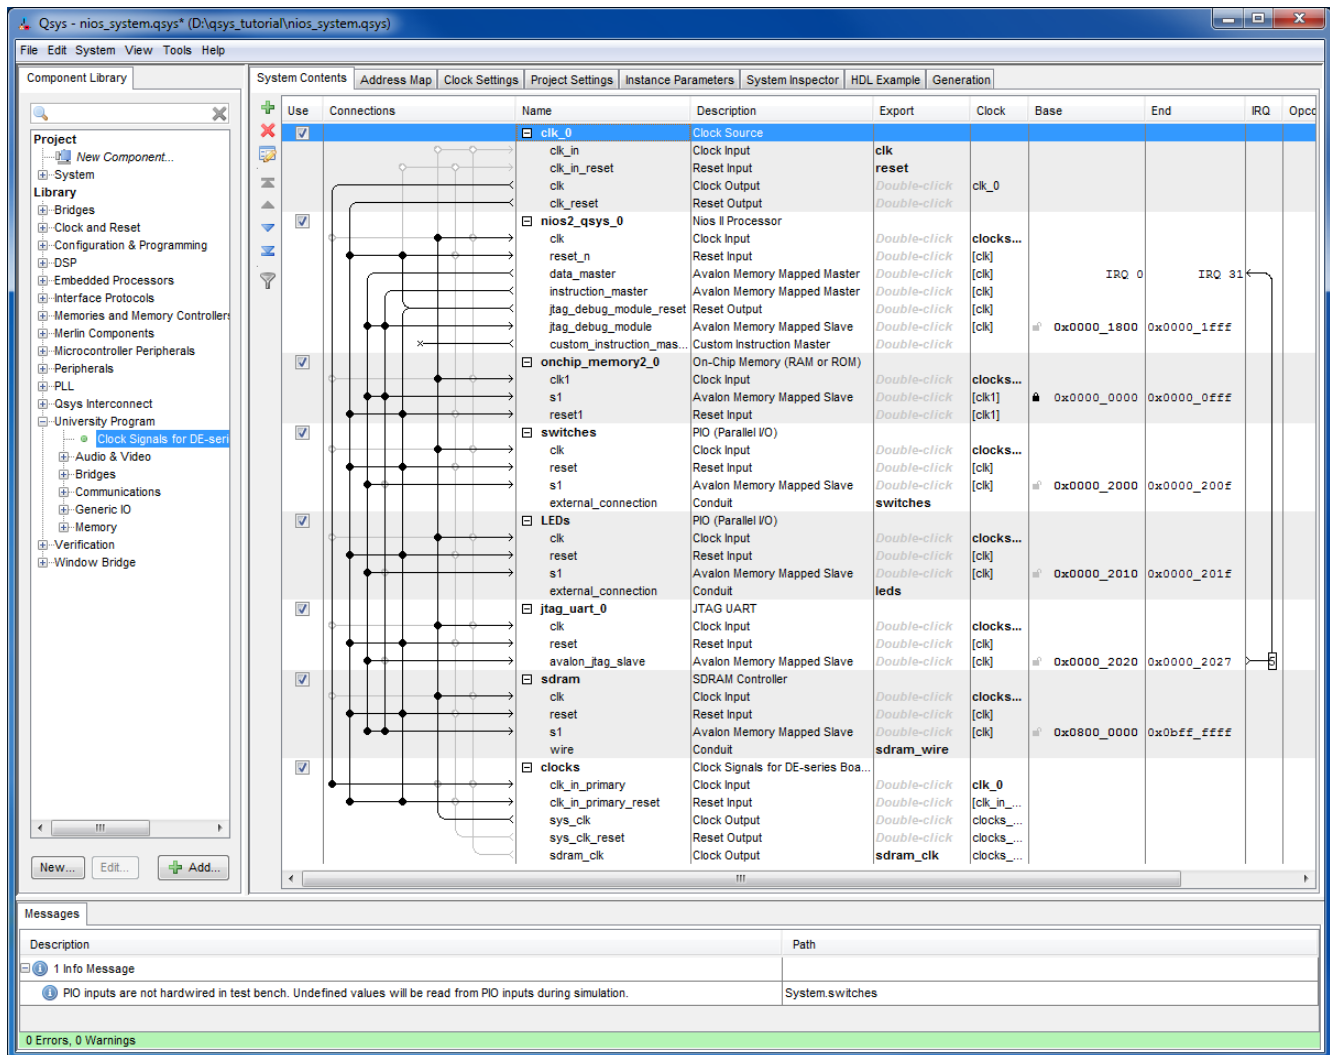 Qsys - nios_system.qsys* (D:\qsys_tutorial\nios_system.qsys)
File Edit System View Tools Help
Component Library
System Contents Address Map Clock Settings Project Settings Instance Parameters System Inspector HDL Example Generation
Project
New Component...
System
Library
Bridges
Clock and Reset
Configuration & Programming
DSP
Embedded Processors
Interface Protocols
Memories and Memory Controllers
Merlin Components
Microcontroller Peripherals
Peripherals
PLL
Qsys Interconnect
University Program
Clock Signals for DE-seri
Audio & Video
Bridges
Communications
Generic IO
Memory
Verification
Window Bridge
New... Edit... Add...
Use Connections Name Description Export Clock Base End IRQ Opco
clk_0 Clock Source
clk_in Clock Input clk
clk_in_reset Reset Input reset
clk Clock Output Double-click clk_0
clk_reset Reset Output Double-click
nios2_qsys_0 Nios II Processor
clk Clock Input Double-click clocks...
reset_n Reset Input Double-click [clk]
data_master Avalon Memory Mapped Master Double-click [clk] IRQ 0 IRQ 31
instruction_master Avalon Memory Mapped Master Double-click [clk]
jtag_debug_module_reset Reset Output Double-click [clk]
jtag_debug_module Avalon Memory Mapped Slave Double-click [clk] 0x0000_1800 0x0000_1fff
custom_instruction_mas... Custom Instruction Master Double-click
onchip_memory2_0 On-Chip Memory (RAM or ROM)
clk1 Clock Input Double-click clocks...
s1 Avalon Memory Mapped Slave Double-click [clk1] 0x0000_0000 0x0000_0fff
reset1 Reset Input Double-click [clk1]
switches PIO (Parallel I/O)
clk Clock Input Double-click clocks...
reset Reset Input Double-click [clk]
s1 Avalon Memory Mapped Slave Double-click [clk] 0x0000_2000 0x0000_200f
external_connection Conduit switches
LEDs PIO (Parallel I/O)
clk Clock Input Double-click clocks...
reset Reset Input Double-click [clk]
s1 Avalon Memory Mapped Slave Double-click [clk] 0x0000_2010 0x0000_201f
external_connection Conduit leds
jtag_uart_0 JTAG UART
clk Clock Input Double-click clocks...
reset Reset Input Double-click [clk]
avalon_jtag_slave Avalon Memory Mapped Slave Double-click [clk] 0x0000_2020 0x0000_2027 5
sdram SDRAM Controller
clk Clock Input Double-click clocks...
reset Reset Input Double-click [clk]
s1 Avalon Memory Mapped Slave Double-click [clk] 0x0800_0000 0x0bff_ffff
wire Conduit sdram_wire
clocks Clock Signals for DE-series Boa...
clk_in_primary Clock Input Double-click clk_0
clk_in_primary_reset Reset Input Double-click [clk_in_...
sys_clk Clock Output Double-click clocks_...
sys_clk_reset Reset Output Double-click clocks_...
sdram_clk Clock Output sdram_clk clocks_...
Messages
Description Path
1 Info Message
PIO inputs are not hardwired in test bench. Undefined values will be read from PIO inputs during simulation. System.switches
0 Errors, 0 Warnings